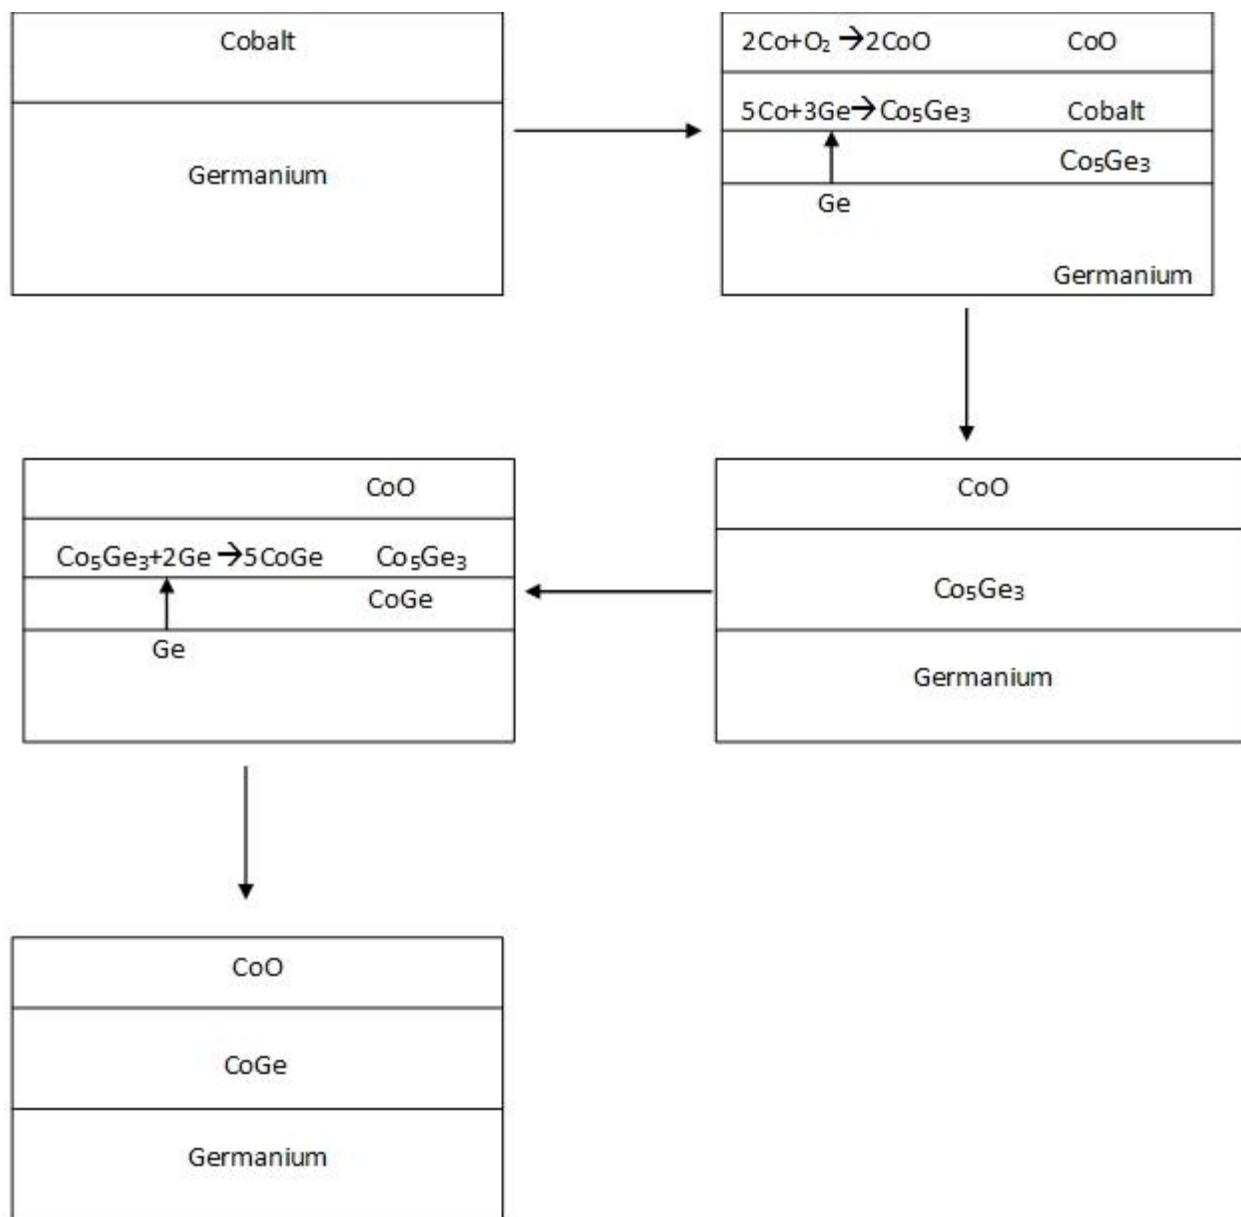 Cobalt
Germanium
2Co+O₂→2CoO CoO
5Co+3Ge→Co₅Ge₃ Cobalt
Co₅Ge₃
Ge
Germanium
CoO
Co₅Ge₃
Germanium
CoO
Co₅Ge₃+2Ge→5CoGe Co₅Ge₃
CoGe
Ge
CoO
CoGe
Germanium